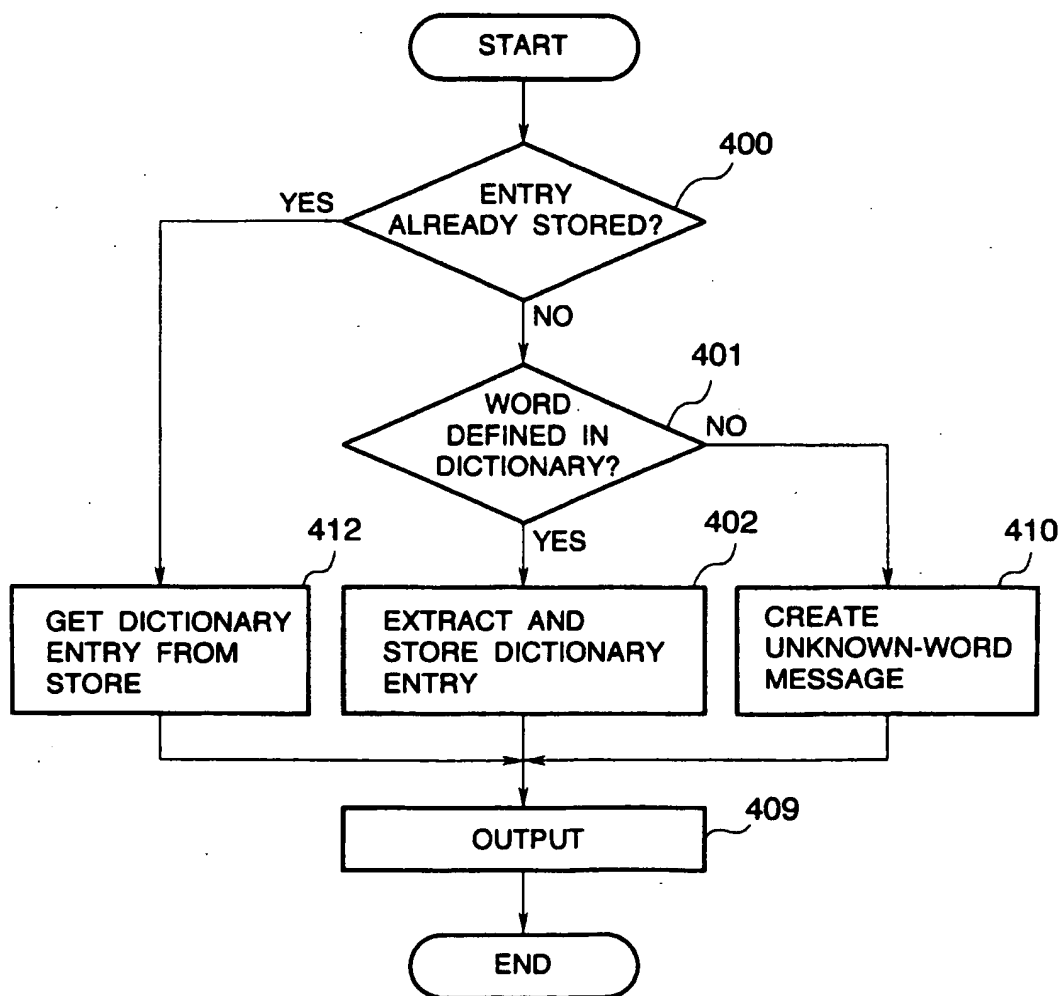 START
400
ENTRY
ALREADY STORED?
YES
NO
401
WORD
DEFINED IN
DICTIONARY?
NO
YES
412
GET DICTIONARY
ENTRY FROM
STORE
402
EXTRACT AND
STORE DICTIONARY
ENTRY
410
CREATE
UNKNOWN-WORD
MESSAGE
409
OUTPUT
END